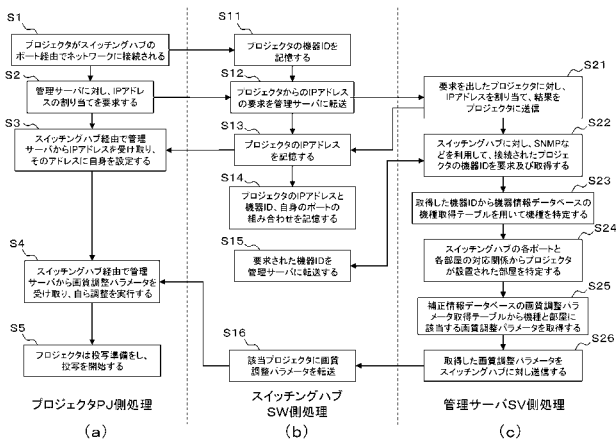 S1
プロジェクタがスイッチングハブの
ポート経由でネットワークに接続される
S2
管理サーバに対し、IPアドレス
の割り当てを要求する
S3
スイッチングハブ経由で管理
サーバからIPアドレスを受け取り、
そのアドレスに自身を設定する
S4
スイッチングハブ経由で管理
サーバから画質調整パラメータを
受け取り、自ら調整を実行する
S5
プロジェクタは投写準備をし、
投写を開始する
プロジェクタPJ側処理
(a)
S11
プロジェクタの機器IDを
記憶する
S12
プロジェクタからのIPアドレス
の要求を管理サーバに転送
S13
プロジェクタのIPアドレス
を記憶する
S14
プロジェクタのIPアドレスと
機器ID、自身のポートの
組み合わせを記憶する
S15
要求された機器IDを
管理サーバに転送する
S16
該当プロジェクタに画質
調整パラメータを転送
スイッチングハブ
SW側処理
(b)
S21
要求を出したプロジェクタに対し、
IPアドレスを割り当て、結果を
プロジェクタに送信
S22
スイッチングハブに対し、SNMPな
どを利用して、接続されたプロジェ
クタの機器IDを要求及び取得する
S23
取得した機器IDから機器情報データベースの
機種取得テーブルを用いて機種を特定する
S24
スイッチングハブの各ポートと
各部屋の対応関係からプロジェクタ
が設置された部屋を特定する
S25
補正情報データベースの画質調整パラ
メータ取得テーブルから機種と部屋に
該当する画質調整パラメータを取得する
S26
取得した画質調整パラメータを
スイッチングハブに対し送信する
管理サーバSV側処理
(c)